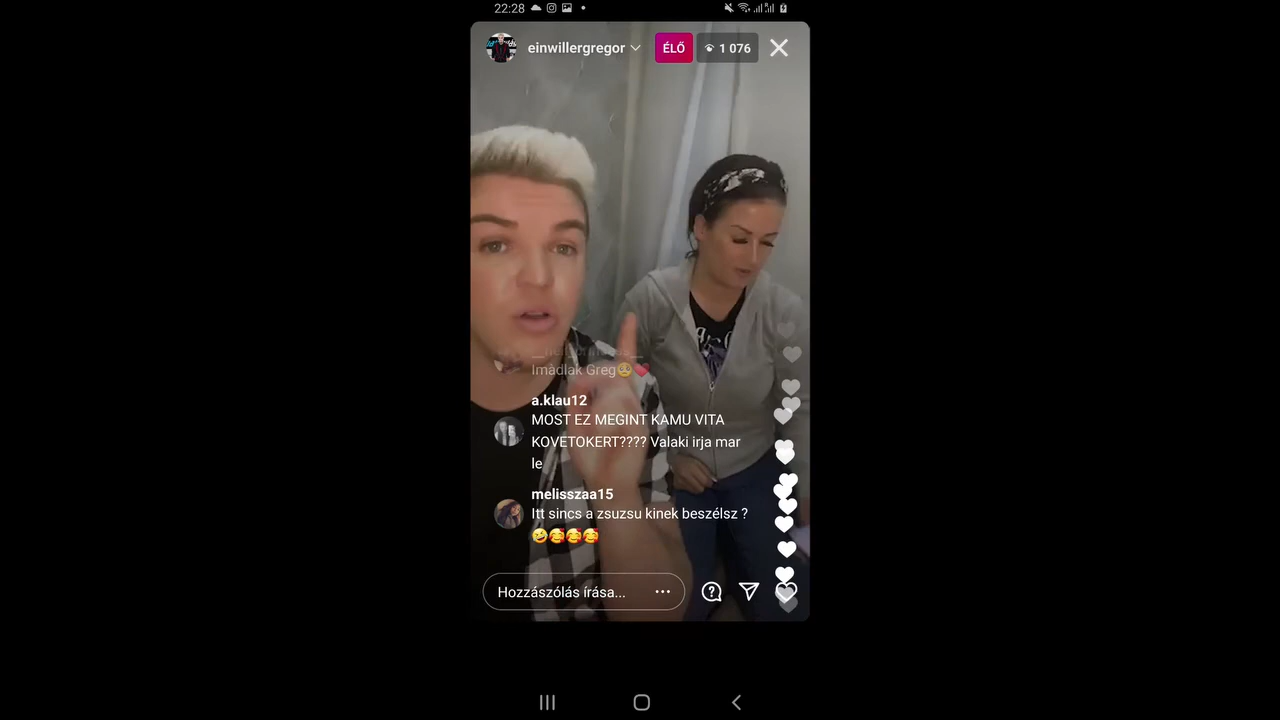 22:28
einwillergregor
ÉLŐ
1 076
Imàdlak Greg🥺❤️
a.klau12
MOST EZ MEGINT KAMU VITA
KOVETOKERT???? Valaki irja mar
le
melisszaa15
Itt sincs a zsuzsu kinek beszélsz ?
🤣🥰🥰🥰
Hozzászólás írása...